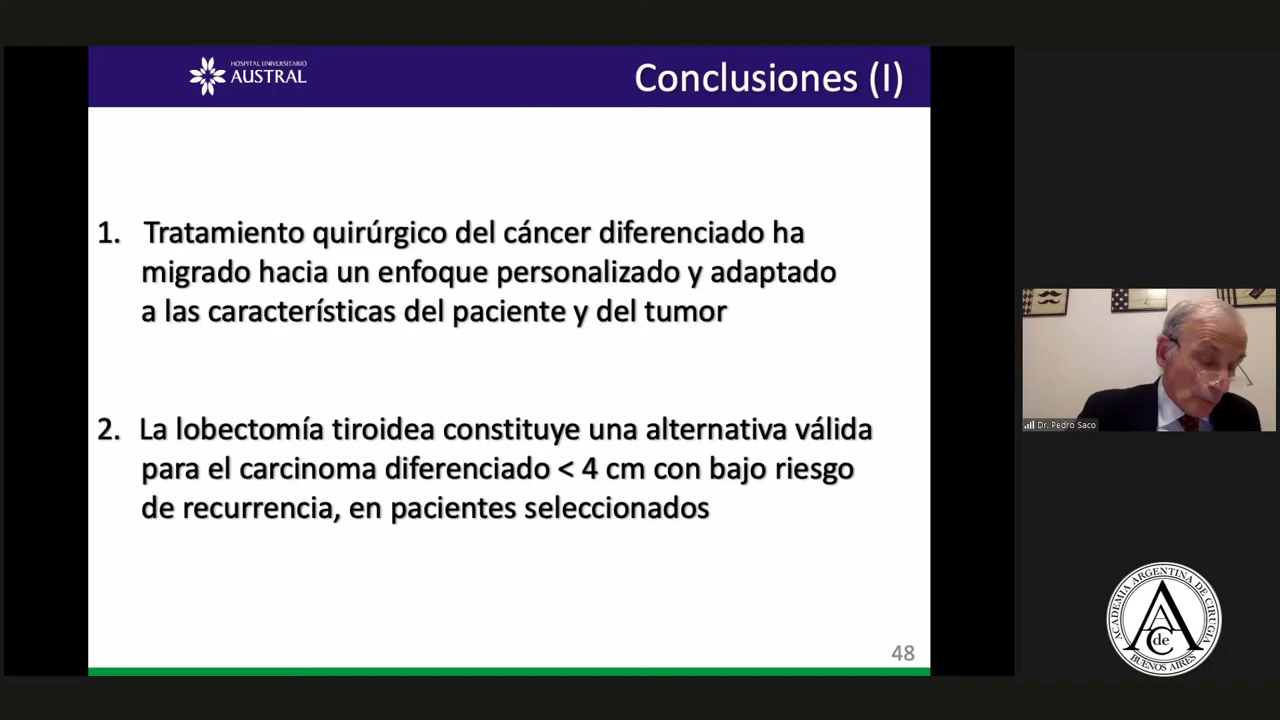 HOSPITAL UNIVERSITARIO
AUSTRAL
Conclusiones (I)
1. Tratamiento quirúrgico del cáncer diferenciado ha
migrado hacia un enfoque personalizado y adaptado
a las características del paciente y del tumor
2. La lobectomía tiroidea constituye una alternativa válida
para el carcinoma diferenciado < 4 cm con bajo riesgo
de recurrencia, en pacientes seleccionados
48
Dr. Pedro Saco
ACADEMIA ARGENTINA DE CIRUGÍA
A de C
BUENOS AIRES